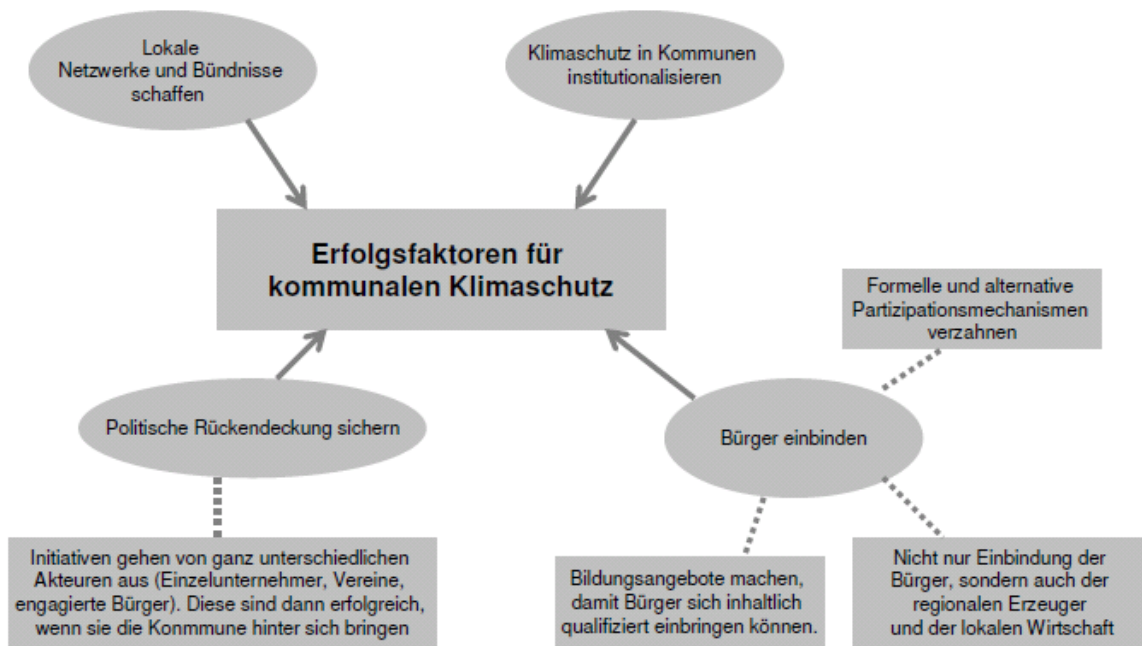 Lokale
Netzwerke und Bündnisse
schaffen
Klimaschutz in Kommunen
institutionalisieren
Erfolgsfaktoren für
kommunalen Klimaschutz
Formelle und alternative
Partizipationsmechanismen
verzahnen
Politische Rückendeckung sichern
Bürger einbinden
Initiativen gehen von ganz unterschiedlichen
Akteuren aus (Einzelunternehmer, Vereine,
engagierte Bürger). Diese sind dann erfolgreich,
wenn sie die Konmmune hinter sich bringen
Bildungsangebote machen,
damit Bürger sich inhaltlich
qualifiziert einbringen können.
Nicht nur Einbindung der
Bürger, sondern auch der
regionalen Erzeuger
und der lokalen Wirtschaft